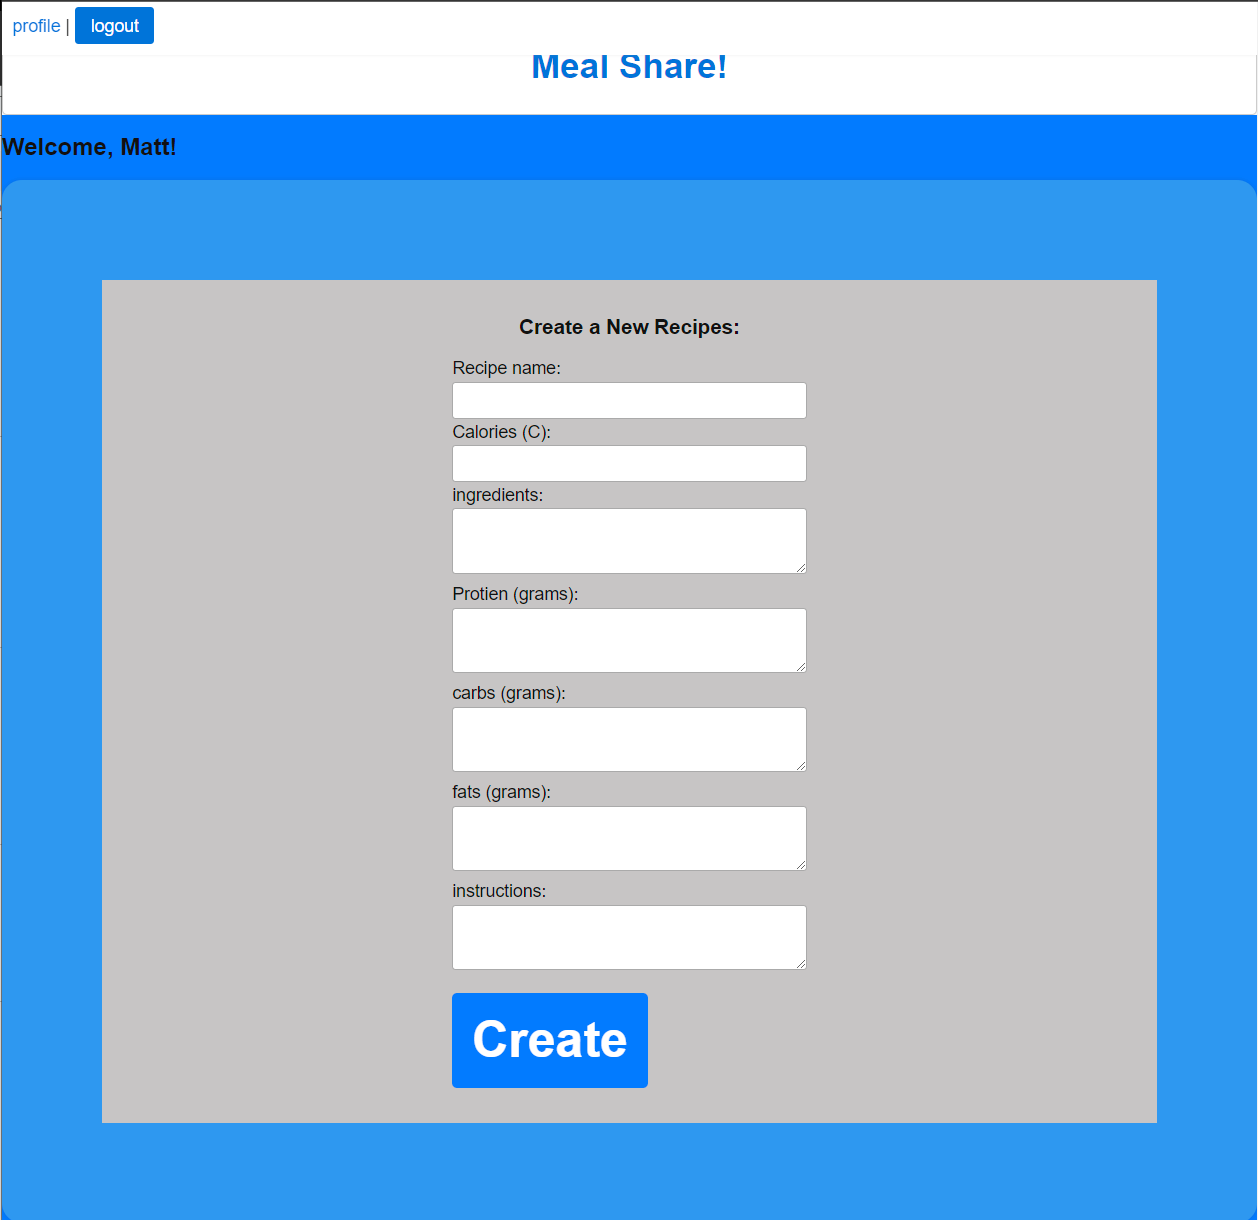 profile | logout
Meal Share!
Welcome, Matt!
Create a New Recipes:
Recipe name:
Calories (C):
ingredients:
Protien (grams):
carbs (grams):
fats (grams):
instructions:
Create